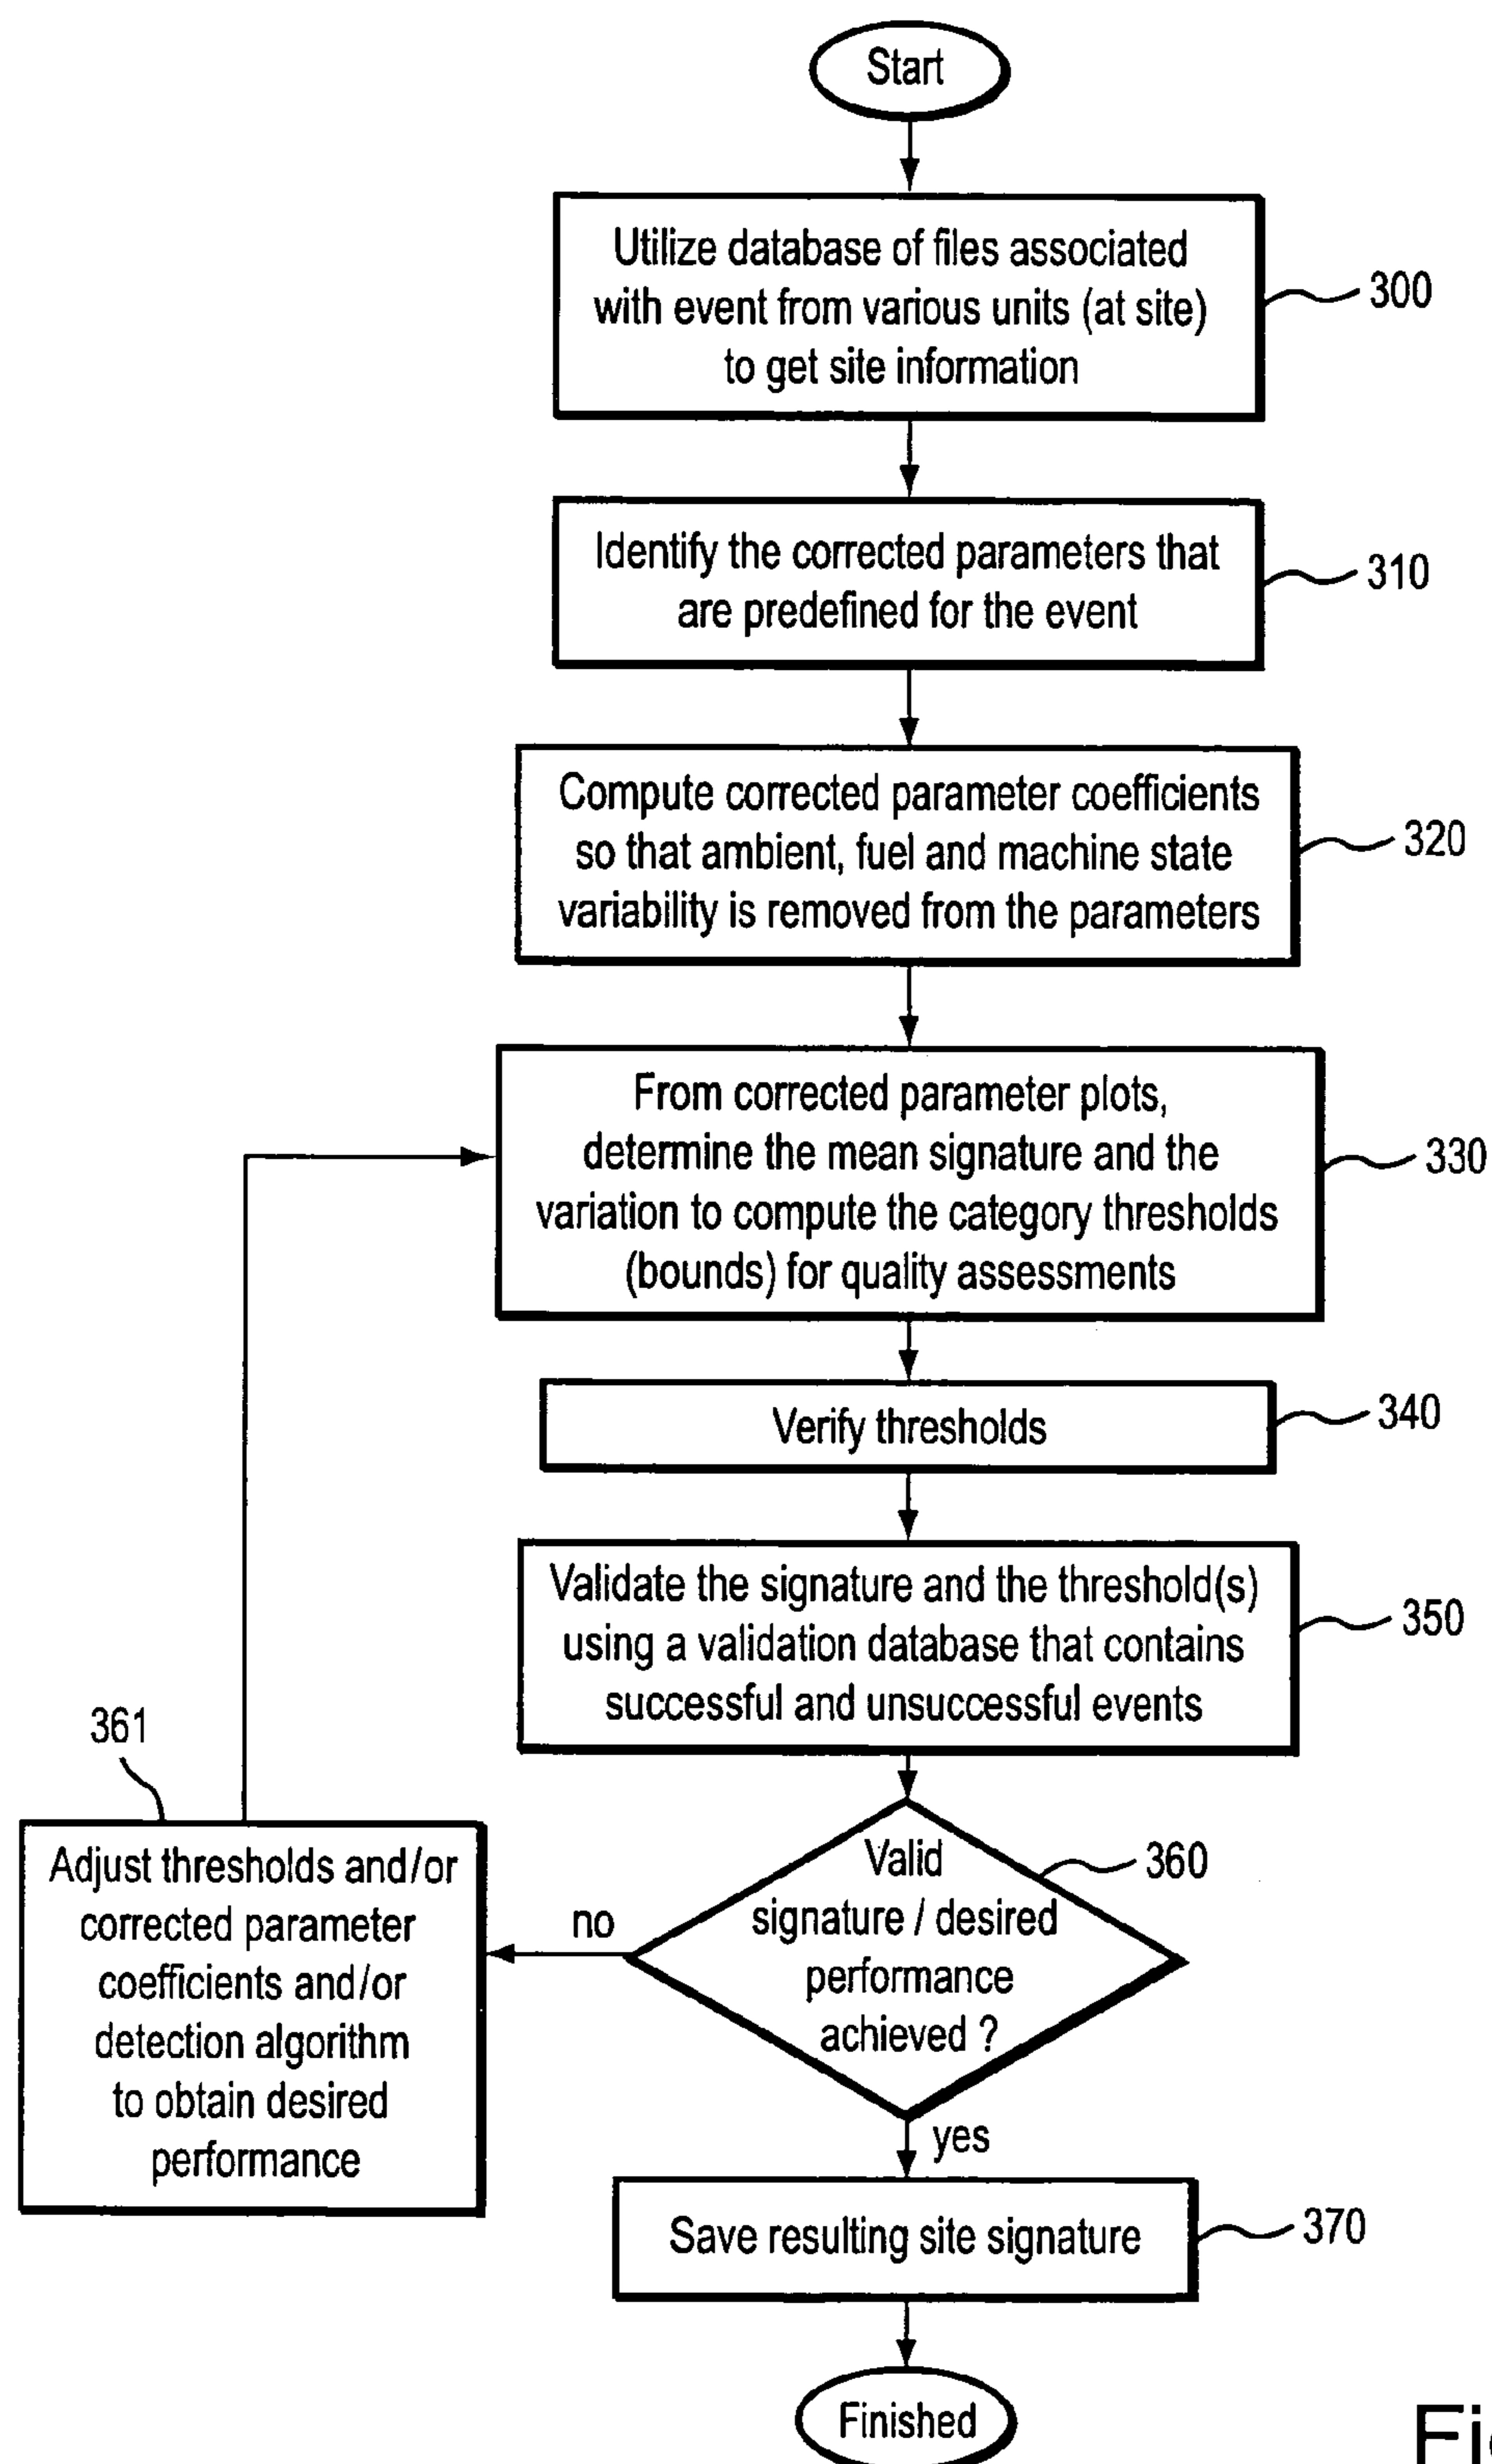 Start
Utilize database of files associated
with event from various units (at site)
to get site information
300
Identify the corrected parameters that
are predefined for the event
310
Compute corrected parameter coefficients
so that ambient, fuel and machine state
variability is removed from the parameters
320
From corrected parameter plots,
determine the mean signature and the
variation to compute the category thresholds
(bounds) for quality assessments
330
Verify thresholds
340
Validate the signature and the threshold(s)
using a validation database that contains
successful and unsuccessful events
350
361
Adjust thresholds and/or
corrected parameter
coefficients and/or
detection algorithm
to obtain desired
performance
no
Valid
signature / desired
performance
achieved ?
360
yes
Save resulting site signature
370
Finished